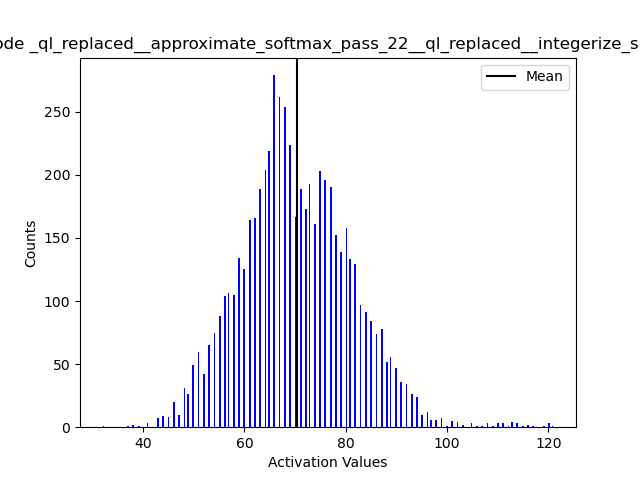 ode _ql_replaced__approximate_softmax_pass_22__ql_replaced__integerize_s
Mean
250
200
150
100
50
0
Counts
40 60 80 100 120
Activation Values